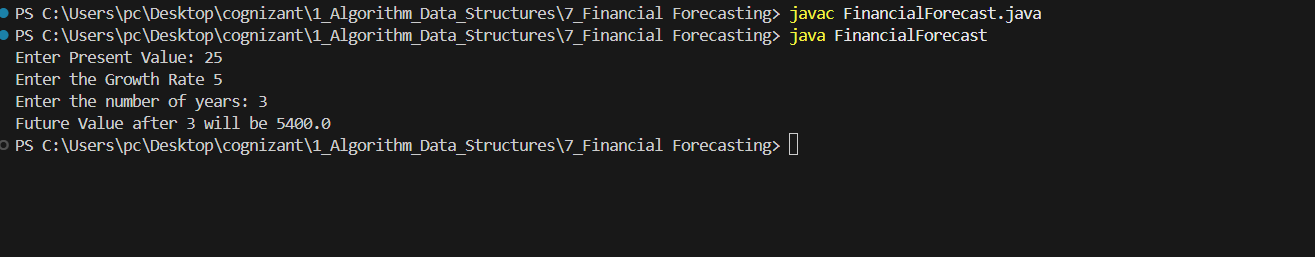 PS C:\Users\pc\Desktop\cognizant\1_Algorithm_Data_Structures\7_Financial Forecasting> javac FinancialForecast.java
PS C:\Users\pc\Desktop\cognizant\1_Algorithm_Data_Structures\7_Financial Forecasting> java FinancialForecast
Enter Present Value: 25
Enter the Growth Rate 5
Enter the number of years: 3
Future Value after 3 will be 5400.0
PS C:\Users\pc\Desktop\cognizant\1_Algorithm_Data_Structures\7_Financial Forecasting>